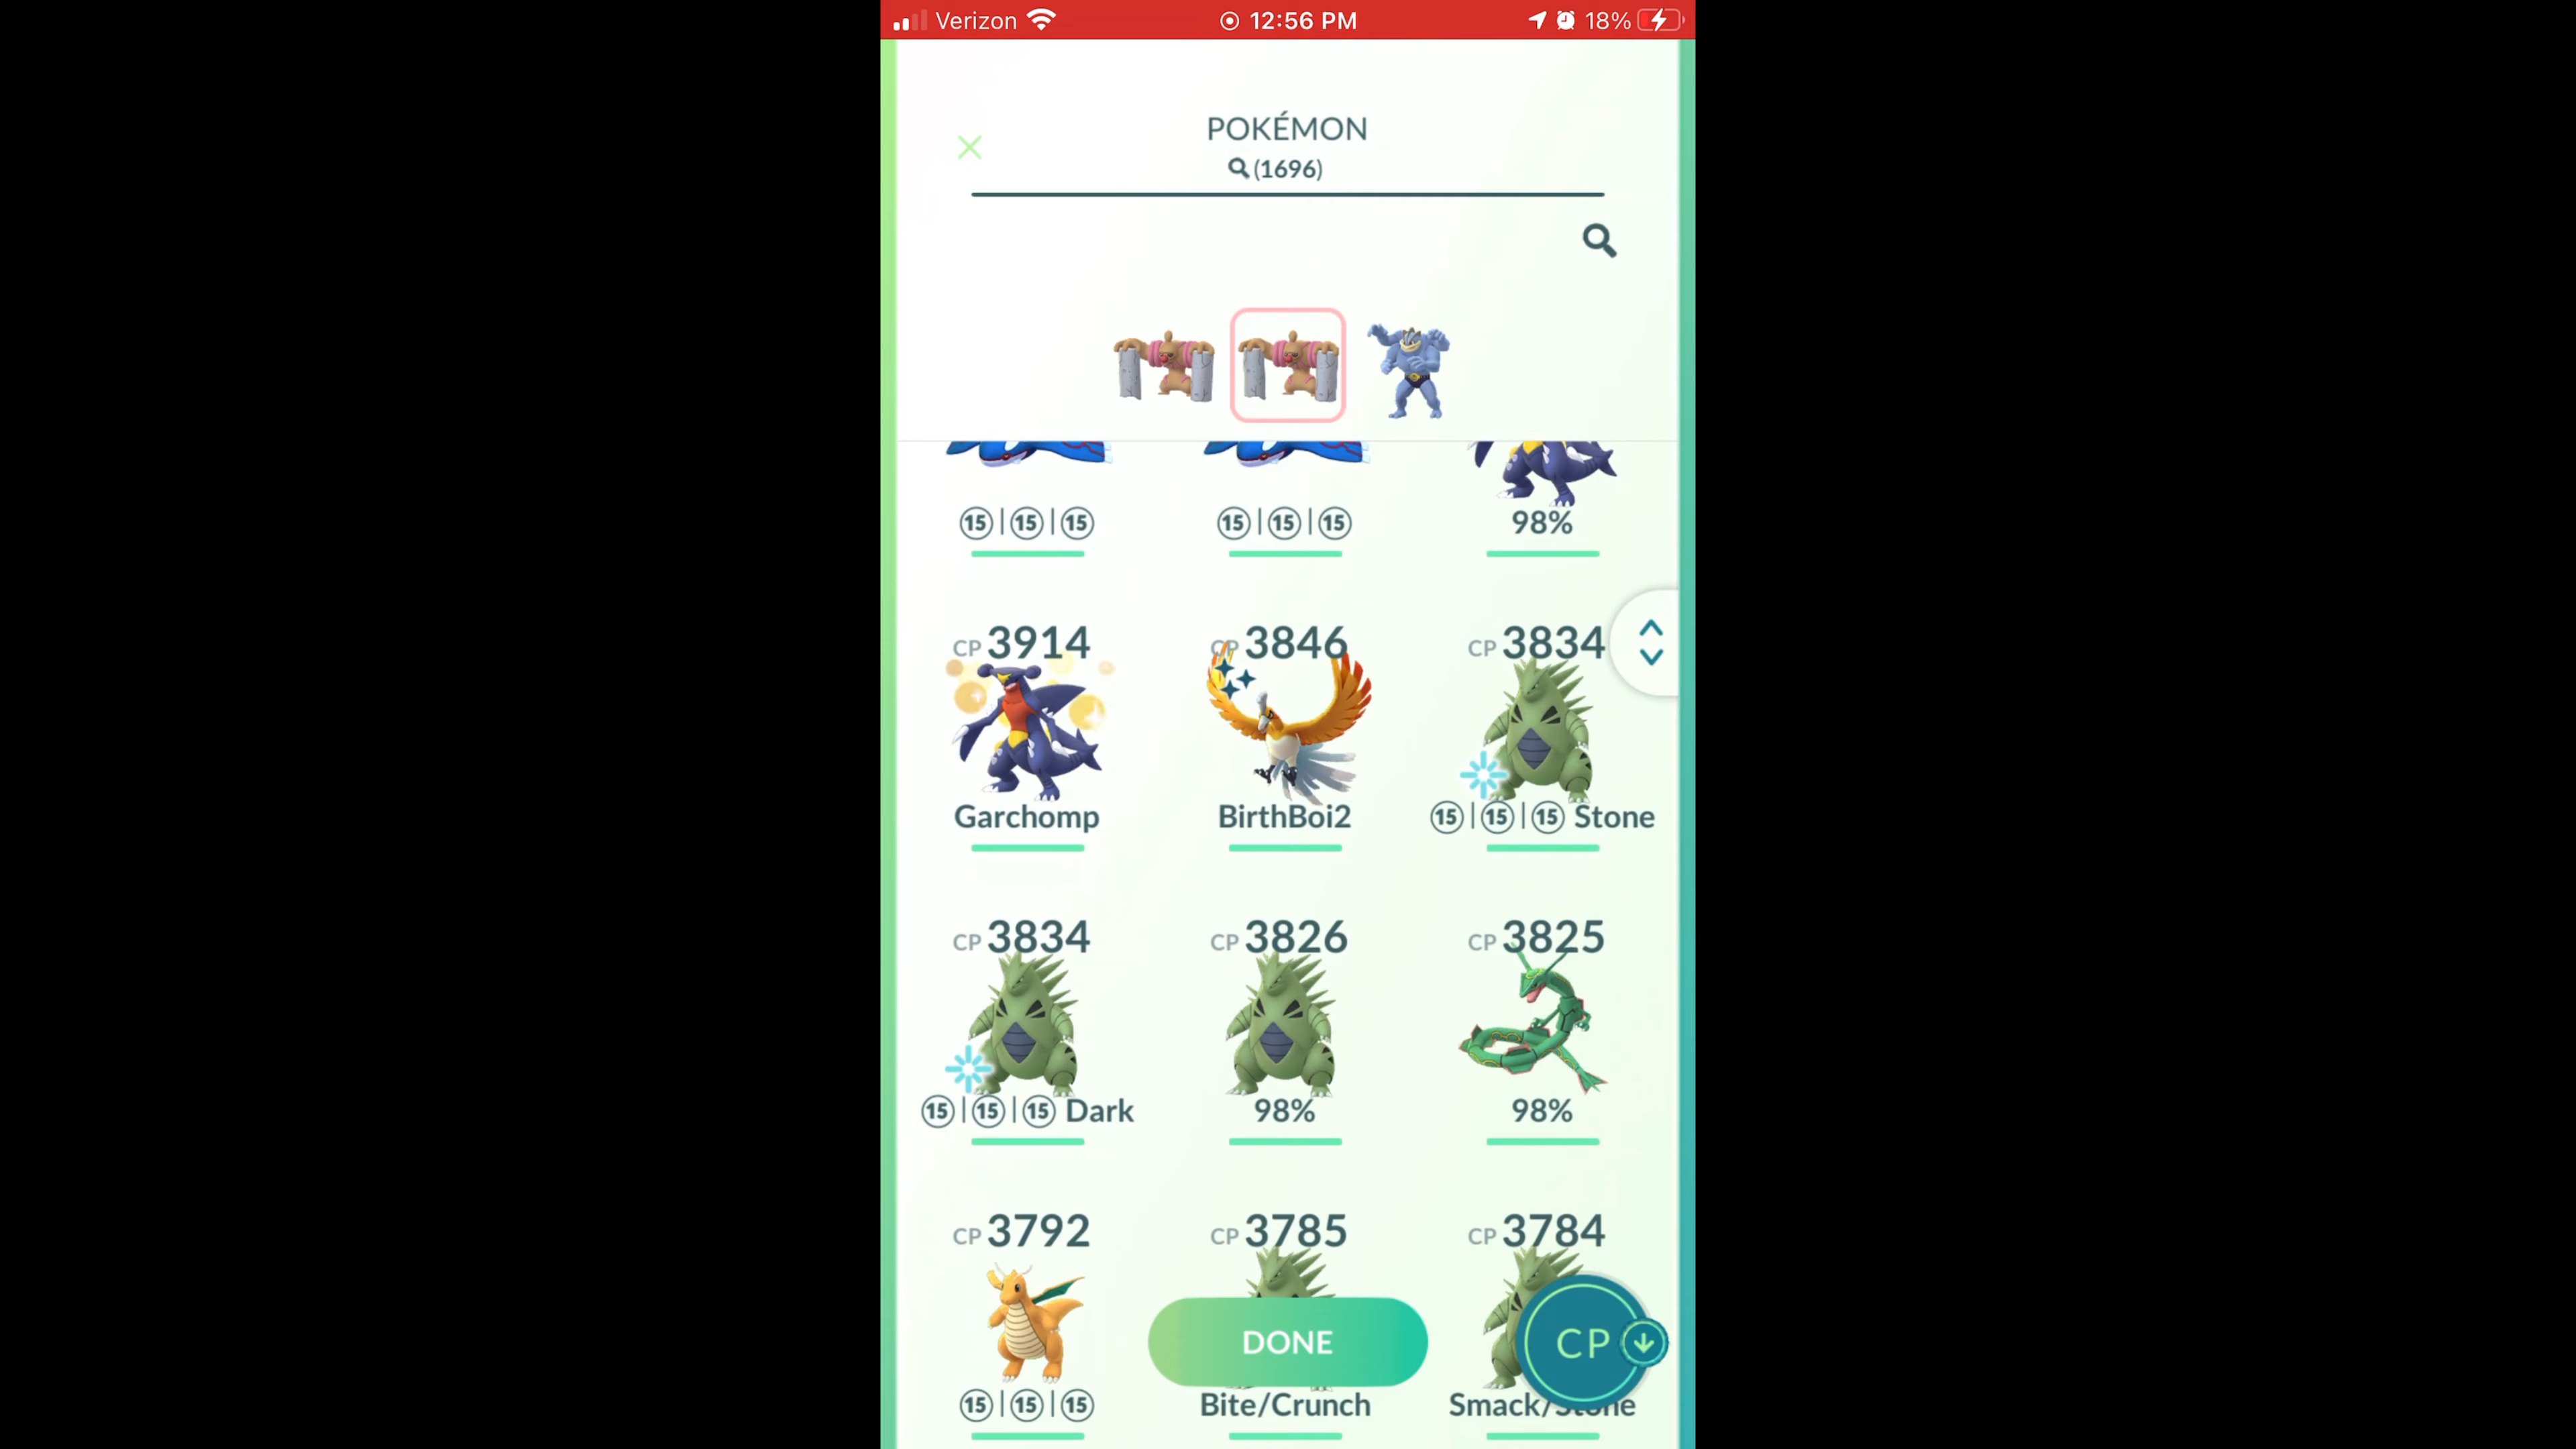 Verizon 12:56 PM 18%
POKÉMON
(1696)
15 | 15 | 15 15 | 15 | 15 98%
CP 3914 CP 3846 CP 3834
Garchomp BirthBoi2 15 | 15 | 15 Stone
CP 3834 CP 3826 CP 3825
15 | 15 | 15 Dark 98% 98%
CP 3792 CP 3785 CP 3784
DONE CP
15 | 15 | 15 Bite/Crunch Smack/Stone